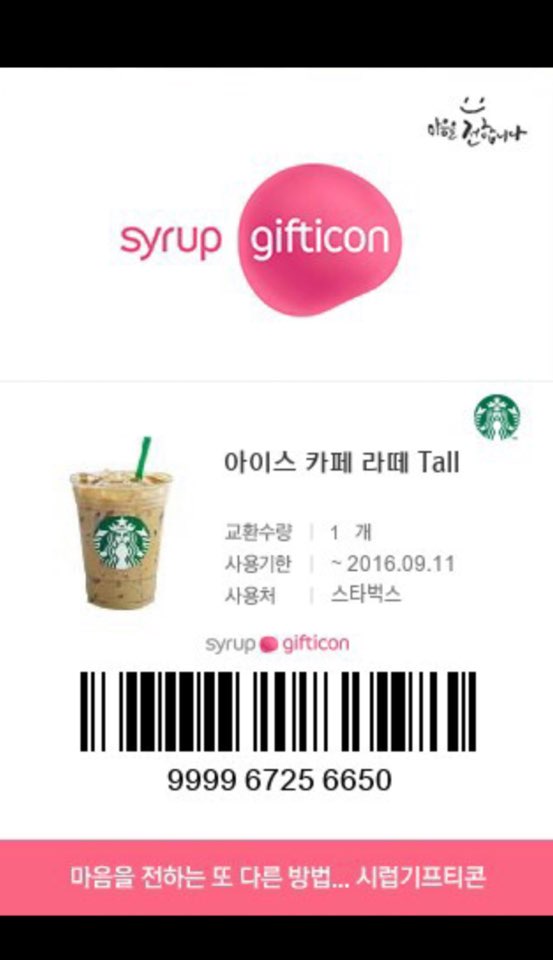 마음을 전합니다
syrup gifticon
아이스 카페 라떼 Tall
교환수량 | 1 개
사용기한 | ~ 2016.09.11
사용처 | 스타벅스
syrup gifticon
9999 6725 6650
마음을 전하는 또 다른 방법... 시럽기프티콘